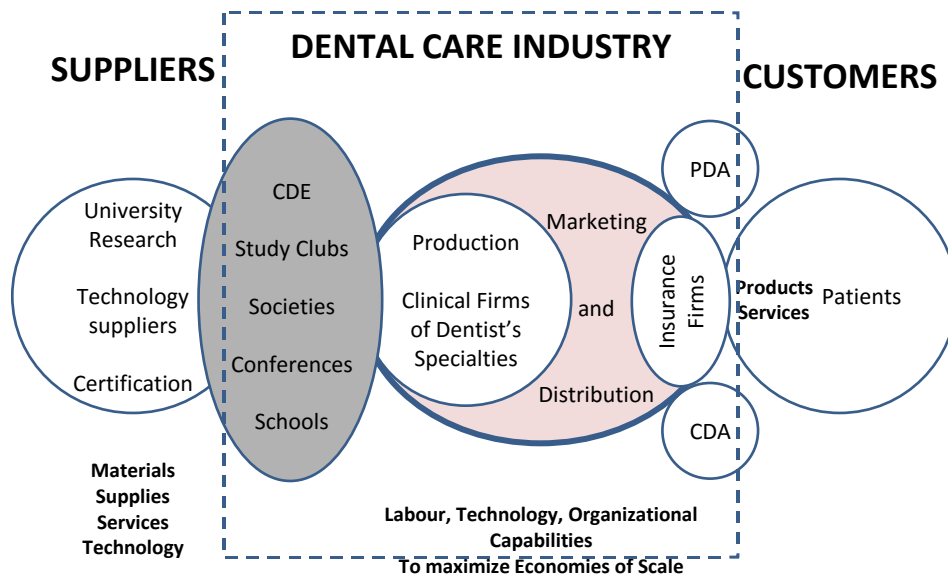 DENTAL CARE INDUSTRY
SUPPLIERS
CUSTOMERS
University
Research
Technology
suppliers
Certification
Materials
Supplies
Services
Technology
CDE
Study Clubs
Societies
Conferences
Schools
Production
Clinical Firms
of Dentist's
Specialties
Marketing
and
Distribution
Insurance
Firms
PDA
CDA
Products
Services
Patients
Labour, Technology, Organizational
Capabilities
To maximize Economies of Scale